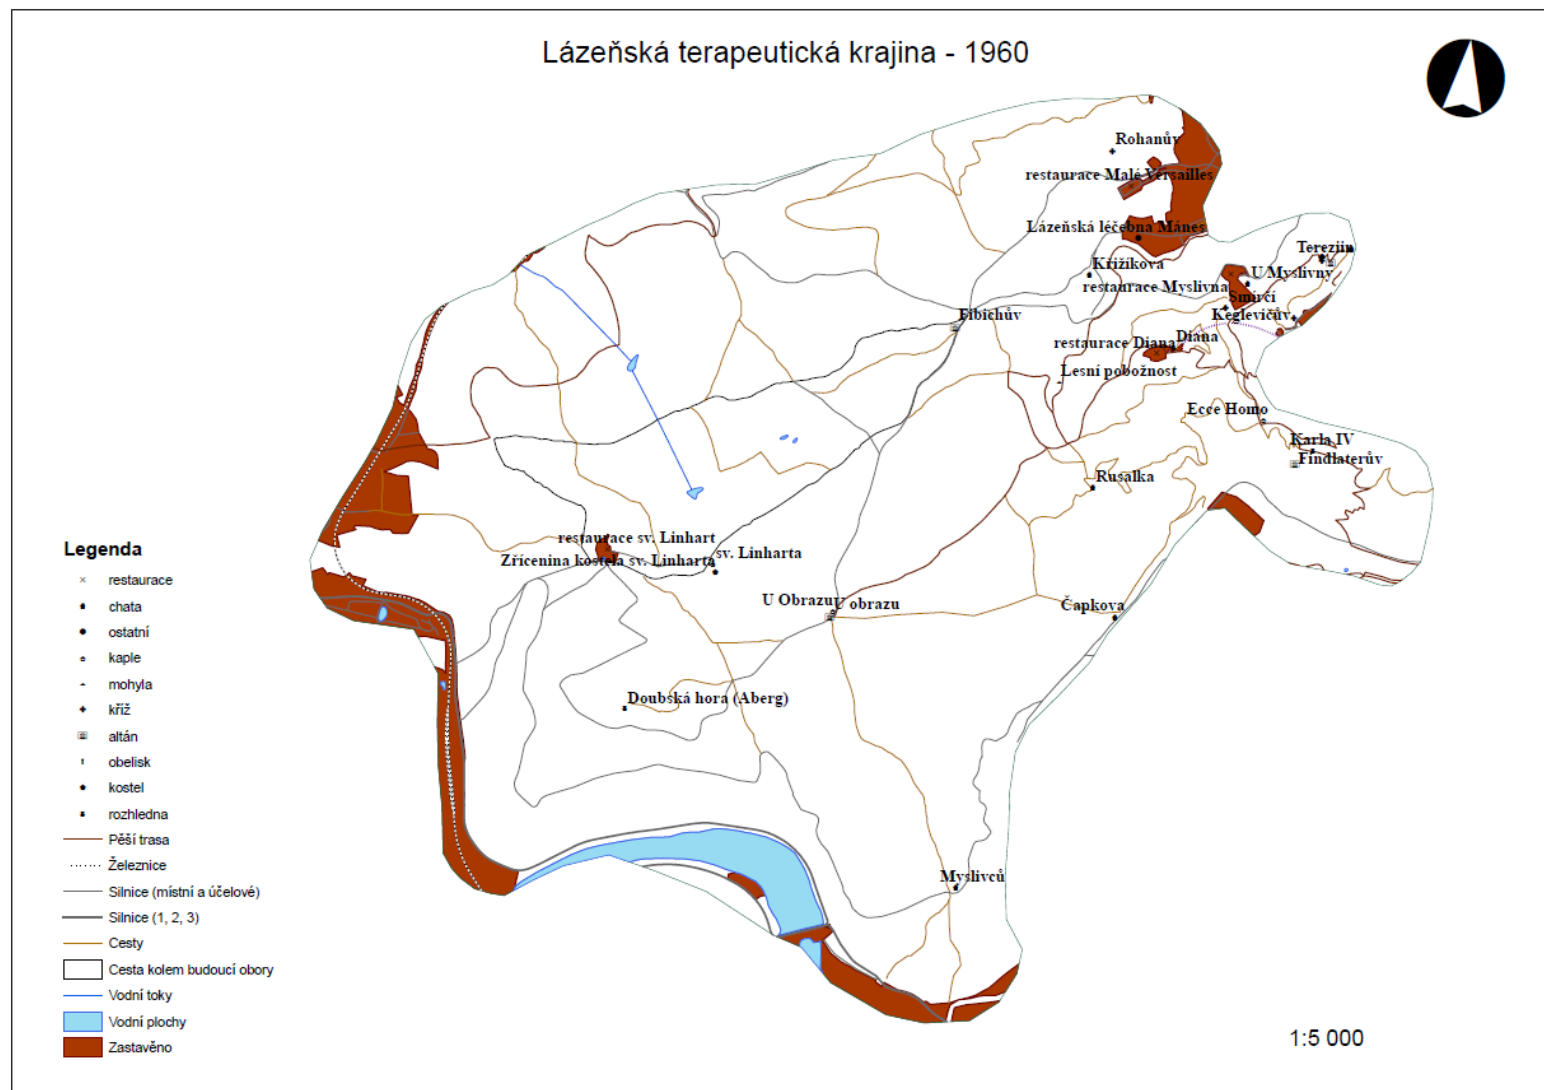 Lázeňská terapeutická krajina - 1960
Rohanův
restaurace Malé Versailles
Lázeňská léčebna Mánes
Tereziin
Křižíkova
U Myslivny
restaurace Myslivna
Smírčí
Keglevičův
Fibichův
restaurace Diana
Diana
Lesní pobožnost
Ecce Homo
Karla IV
Findlaterův
Rusalka
restaurace sv. Linhart
sv. Linharta
Zřícenina kostela sv. Linharta
U Obrazu
U obrazu
Čapkova
Doubská hora (Aberg)
Myslivců
Legenda
restaurace
chata
ostatní
kaple
mohyla
kříž
altán
obelisk
kostel
rozhledna
Pěší trasa
Železnice
Silnice (místní a účelové)
Silnice (1, 2, 3)
Cesty
Cesta kolem budoucí obory
Vodní toky
Vodní plochy
Zastavěno
1:5 000